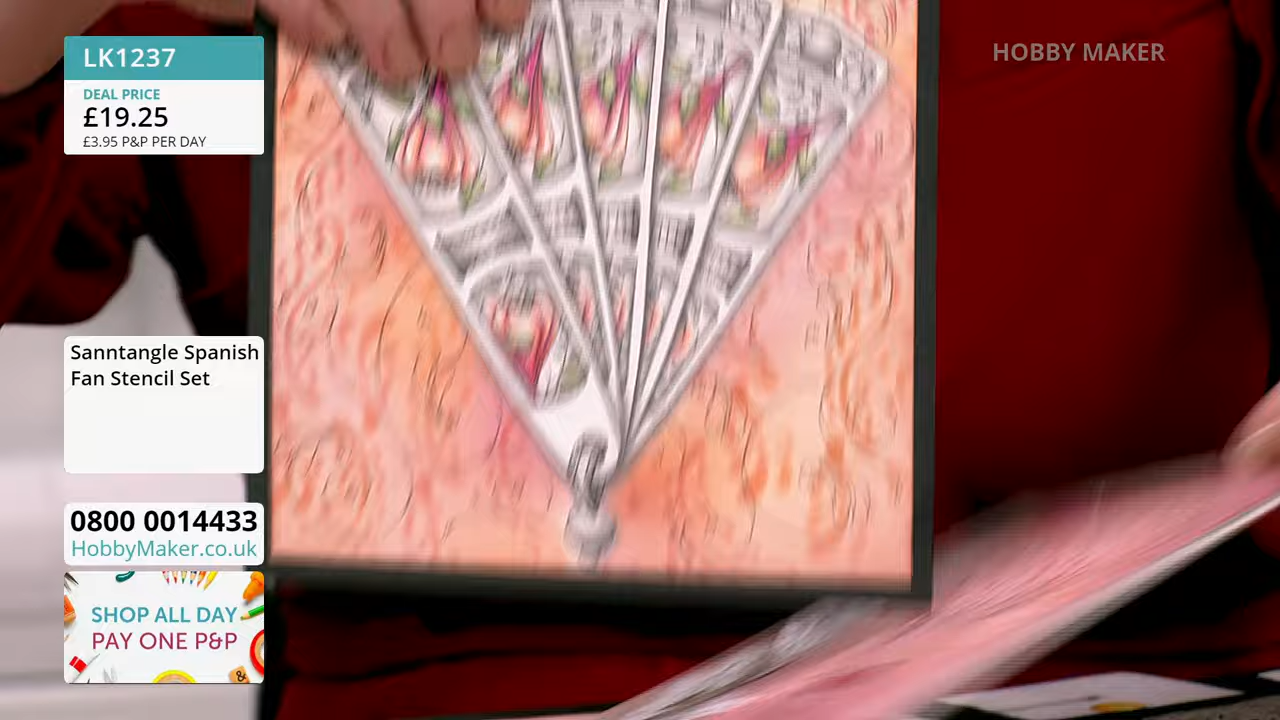 LK1237
DEAL PRICE
£19.25
£3.95 P&P PER DAY
HOBBY MAKER
Sanntangle Spanish
Fan Stencil Set
0800 0014433
HobbyMaker.co.uk
SHOP ALL DAY
PAY ONE P&P
&